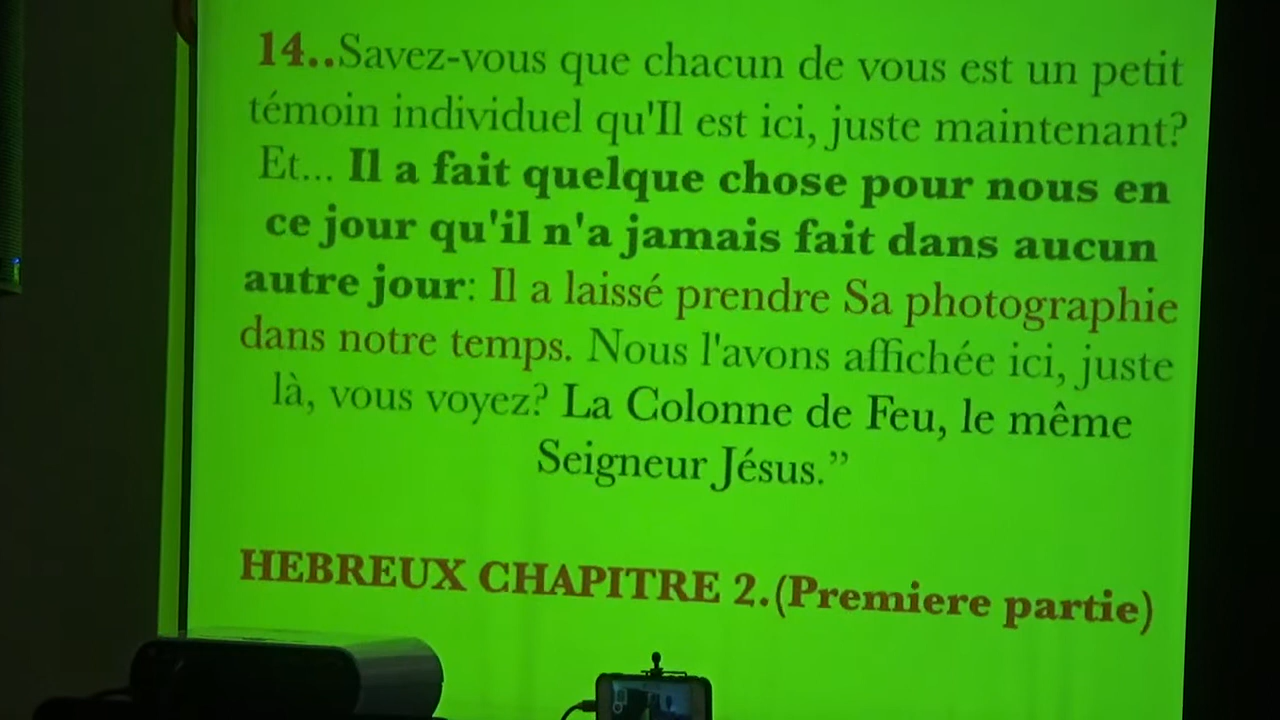 14..Savez-vous que chacun de vous est un petit
témoin individuel qu'Il est ici, juste maintenant?
Et... Il a fait quelque chose pour nous en
ce jour qu'il n'a jamais fait dans aucun
autre jour: Il a laissé prendre Sa photographie
dans notre temps. Nous l'avons affichée ici, juste
là, vous voyez? La Colonne de Feu, le même
Seigneur Jésus.”
HEBREUX CHAPITRE 2.(Premiere partie)